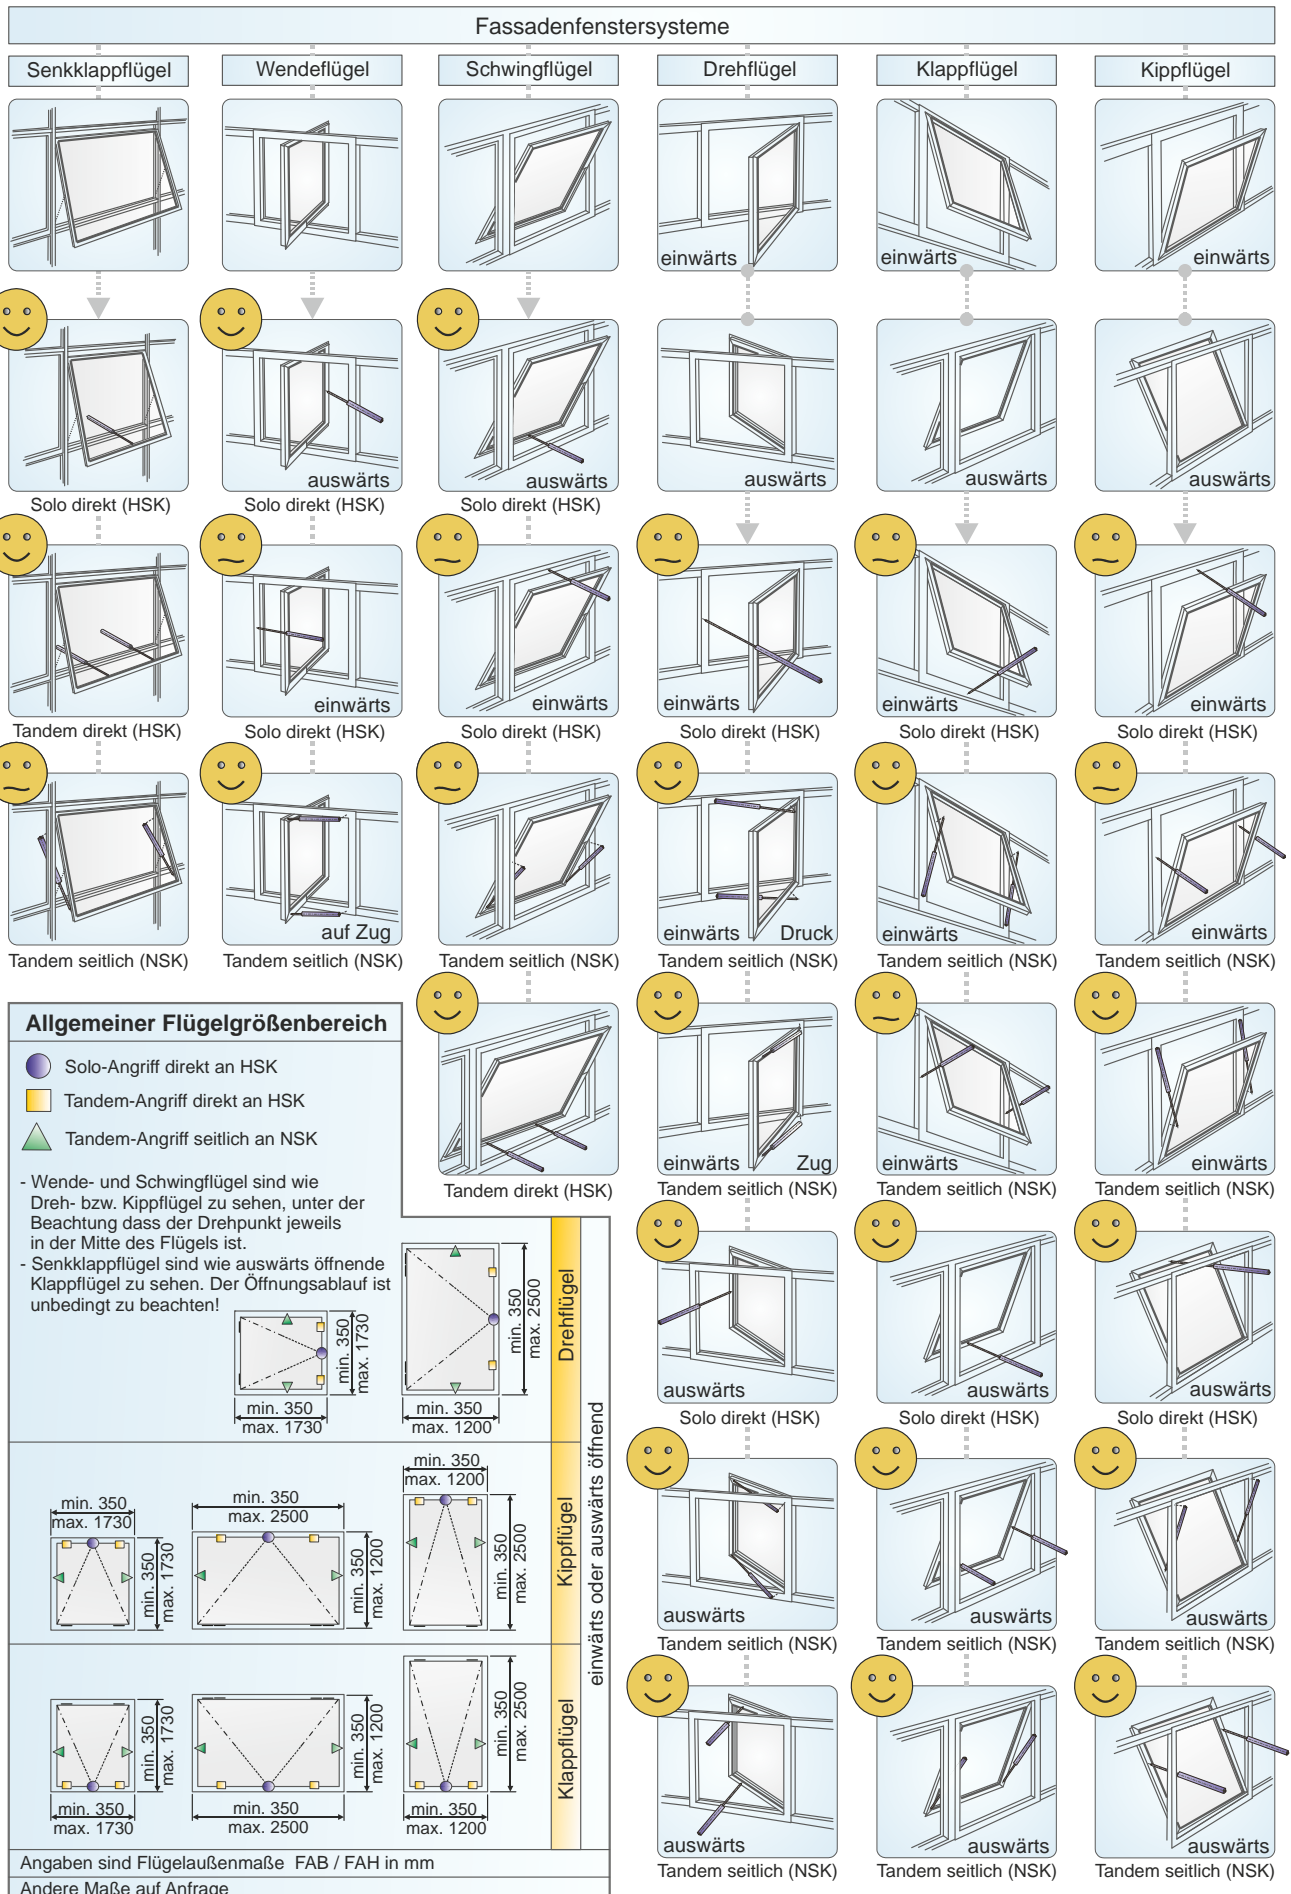 Fassadenfenstersysteme
Senkklappflügel
Wendeflügel
Schwingflügel
Drehflügel
Klappflügel
Kippflügel
einwärts
einwärts
einwärts
auswärts
auswärts
auswärts
auswärts
auswärts
Solo direkt (HSK)
Solo direkt (HSK)
Solo direkt (HSK)
einwärts
einwärts
einwärts
einwärts
einwärts
Tandem direkt (HSK)
Solo direkt (HSK)
Solo direkt (HSK)
Solo direkt (HSK)
Solo direkt (HSK)
Solo direkt (HSK)
auf Zug
einwärts Druck
einwärts
einwärts
Tandem seitlich (NSK)
Tandem seitlich (NSK)
Tandem seitlich (NSK)
Tandem seitlich (NSK)
Tandem seitlich (NSK)
Tandem seitlich (NSK)
einwärts Zug
einwärts
Tandem direkt (HSK)
Tandem seitlich (NSK)
Tandem seitlich (NSK)
Tandem seitlich (NSK)
auswärts
auswärts
auswärts
Solo direkt (HSK)
Solo direkt (HSK)
Solo direkt (HSK)
auswärts
auswärts
auswärts
Tandem seitlich (NSK)
Tandem seitlich (NSK)
Tandem seitlich (NSK)
auswärts
auswärts
auswärts
Tandem seitlich (NSK)
Tandem seitlich (NSK)
Tandem seitlich (NSK)
Allgemeiner Flügelgrößenbereich
Solo-Angriff direkt an HSK
Tandem-Angriff direkt an HSK
Tandem-Angriff seitlich an NSK
- Wende- und Schwingflügel sind wie
Dreh- bzw. Kippflügel zu sehen, unter der
Beachtung dass der Drehpunkt jeweils
in der Mitte des Flügels ist.
- Senkklappflügel sind wie auswärts öffnende
Klappflügel zu sehen. Der Öffnungsablauf ist
unbedingt zu beachten!
min. 350
max. 1730
min. 350
max. 1730
min. 350
max. 2500
min. 350
max. 1200
Drehflügel
min. 350
max. 1730
min. 350
max. 1730
min. 350
max. 2500
min. 350
max. 1200
min. 350
max. 1200
min. 350
max. 2500
Kippflügel
min. 350
max. 1730
min. 350
max. 1730
min. 350
max. 1200
min. 350
max. 2500
min. 350
max. 2500
min. 350
max. 1200
Klappflügel
einwärts oder auswärts öffnend
Angaben sind Flügelaußenmaße FAB / FAH in mm
Andere Maße auf Anfrage